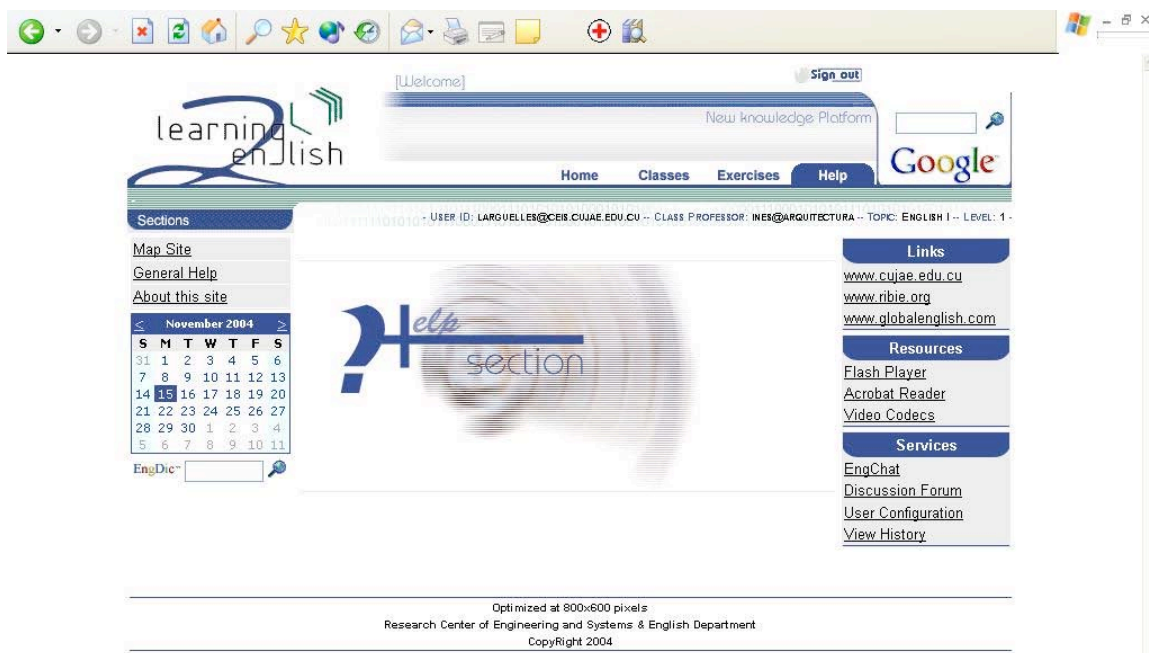 [Welcome]
Sign out
learning
2
english
New knowledge Platform
Google
Home Classes Exercises Help
Sections
- USER ID: LARGUELLES@CEIS.CUJAE.EDU.CU -- CLASS PROFESSOR: INES@ARQUITECTURA -- TOPIC: ENGLISH I -- LEVEL: 1 -
Map Site
General Help
About this site
< November 2004 >
S M T W T F S
31 1 2 3 4 5 6
7 8 9 10 11 12 13
14 15 16 17 18 19 20
21 22 23 24 25 26 27
28 29 30 1 2 3 4
5 6 7 8 9 10 11
EngDic™
Help
section
Links
www.cujae.edu.cu
www.ribie.org
www.globalenglish.com
Resources
Flash Player
Acrobat Reader
Video Codecs
Services
EngChat
Discussion Forum
User Configuration
View History
Optimized at 800x600 pixels
Research Center of Engineering and Systems & English Department
CopyRight 2004